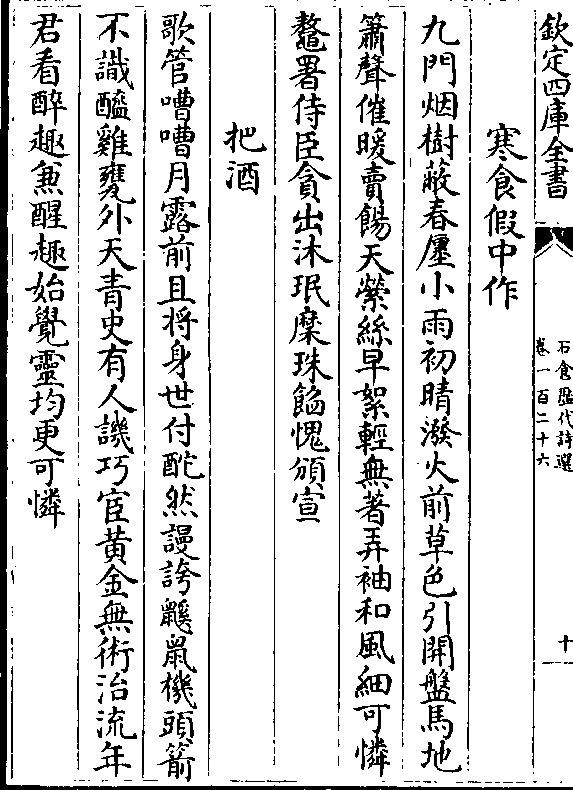 欽定四庫全書
石倉歷代詩選
卷一百二十六
十
寒食假中作
九門烟樹蔽春廛小雨初晴潑火前草色引開盤馬地
簫聲催暖賣餳天縈絲早絮輕無著弄袖和風細可憐
鼇署侍臣貪出沐珉糜珠餡愧頒宣
把酒
歌管嘈嘈月露前且将身世付酡然謾誇鼷鼠機頭箭
不識醯雞甕外天青史有人譏巧宦黄金無術治流年
君看醉趣兼醒趣始覺靈均更可憐